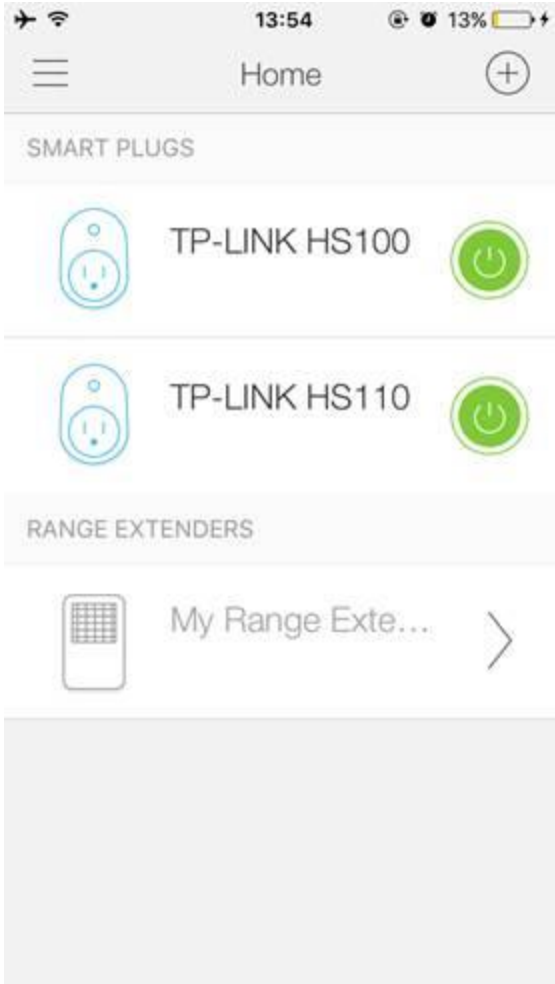 13:54 13%
Home
SMART PLUGS
TP-LINK HS100
TP-LINK HS110
RANGE EXTENDERS
My Range Exte...